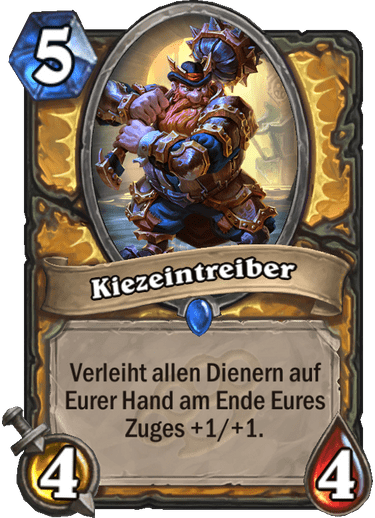 5
Kiezeintreiber
Verleiht allen Dienern auf
Eurer Hand am Ende Eures
Zuges +1/+1.
4
4